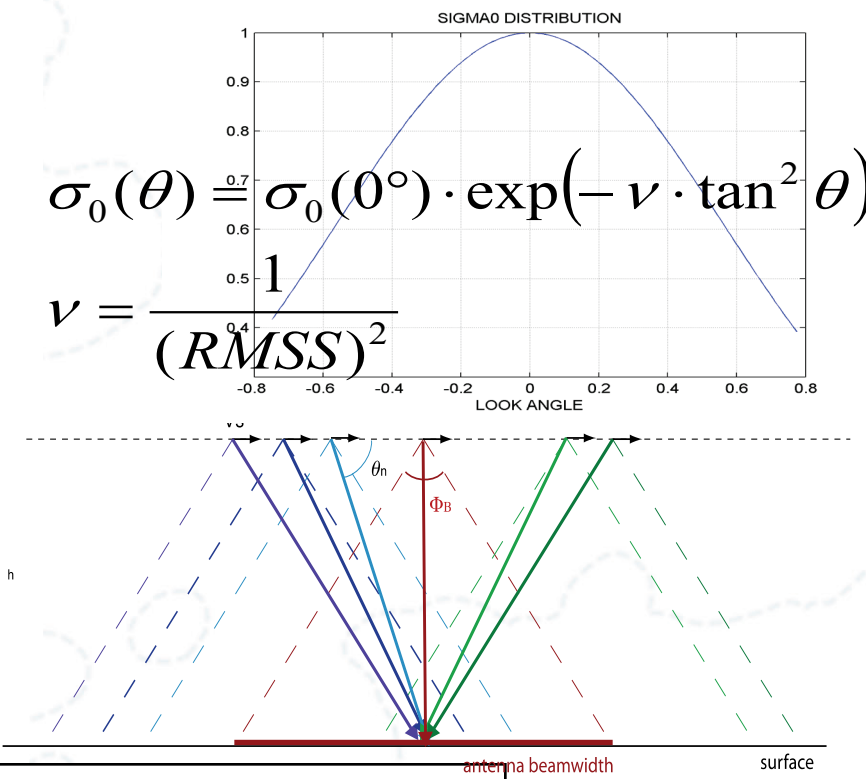 SIGMA0 DISTRIBUTION
1
0.9
0.8
0.7
σ₀(θ) = σ₀(0°) · exp(− ν · tan² θ)
0.6
0.5
ν = 1 / (RMSS)²
0.4
-0.8 -0.6 -0.4 -0.2 0 0.2 0.4 0.6 0.8
LOOK ANGLE
θn
ΦB
h
antenna beamwidth
surface